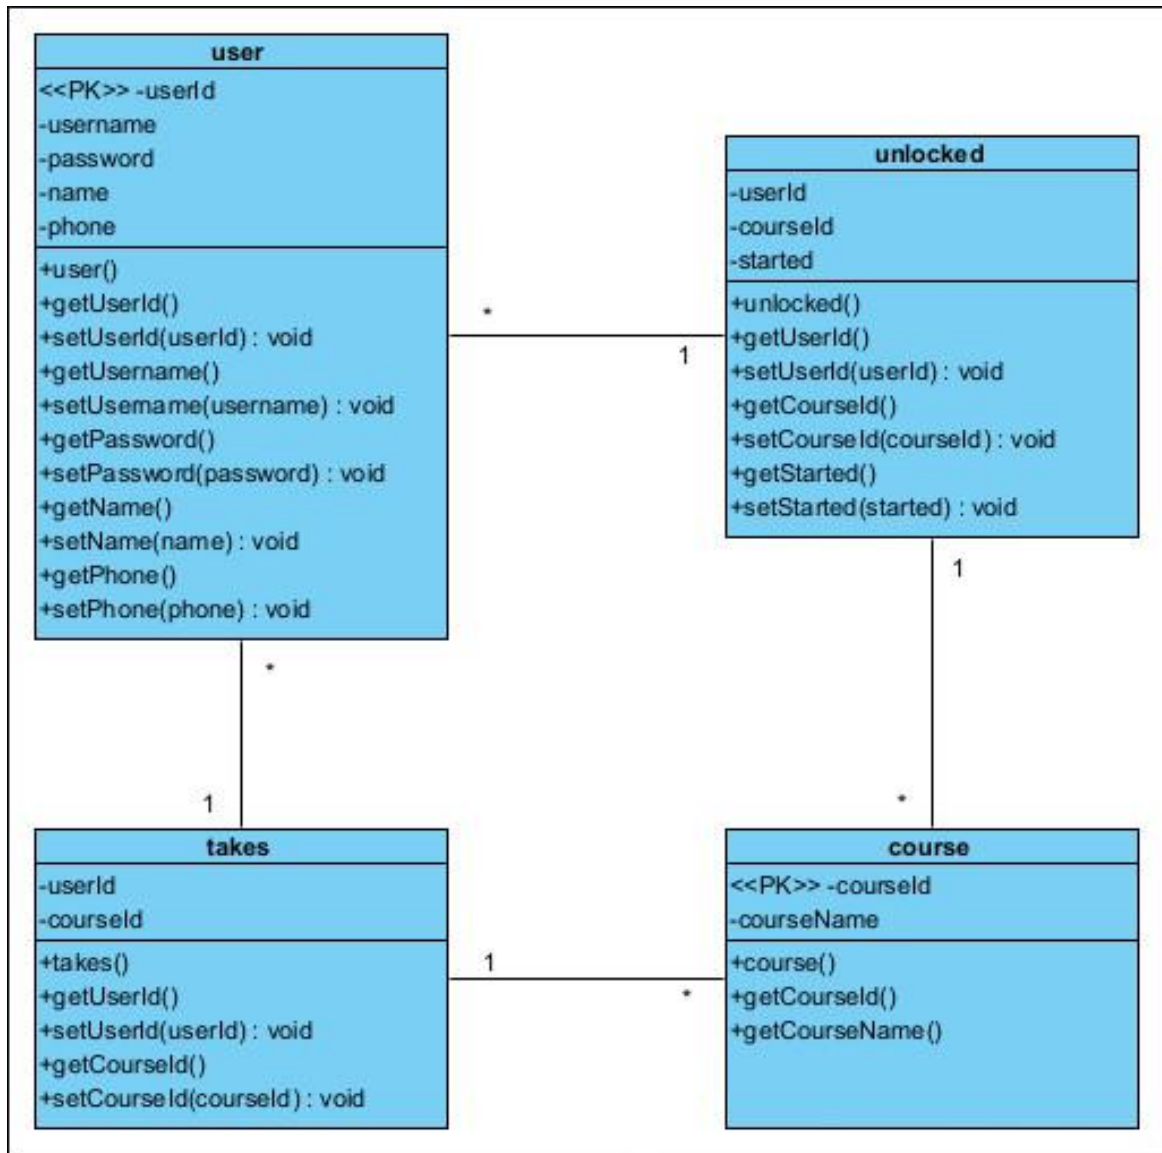 user
<<PK>> -userId
-username
-password
-name
-phone
+user()
+getUserId()
+setUserId(userId) : void
+getUsername()
+setUsername(username) : void
+getPassword()
+setPassword(password) : void
+getName()
+setName(name) : void
+getPhone()
+setPhone(phone) : void
*
1
unlocked
-userId
-courseId
-started
+unlocked()
+getUserId()
+setUserId(userId) : void
+getCourseId()
+setCourseId(courseId) : void
+getStarted()
+setStarted(started) : void
*
1
1
*
takes
-userId
-courseId
+takes()
+getUserId()
+setUserId(userId) : void
+getCourseId()
+setCourseId(courseId) : void
1
*
course
<<PK>> -courseId
-courseName
+course()
+getCourseId()
+getCourseName()